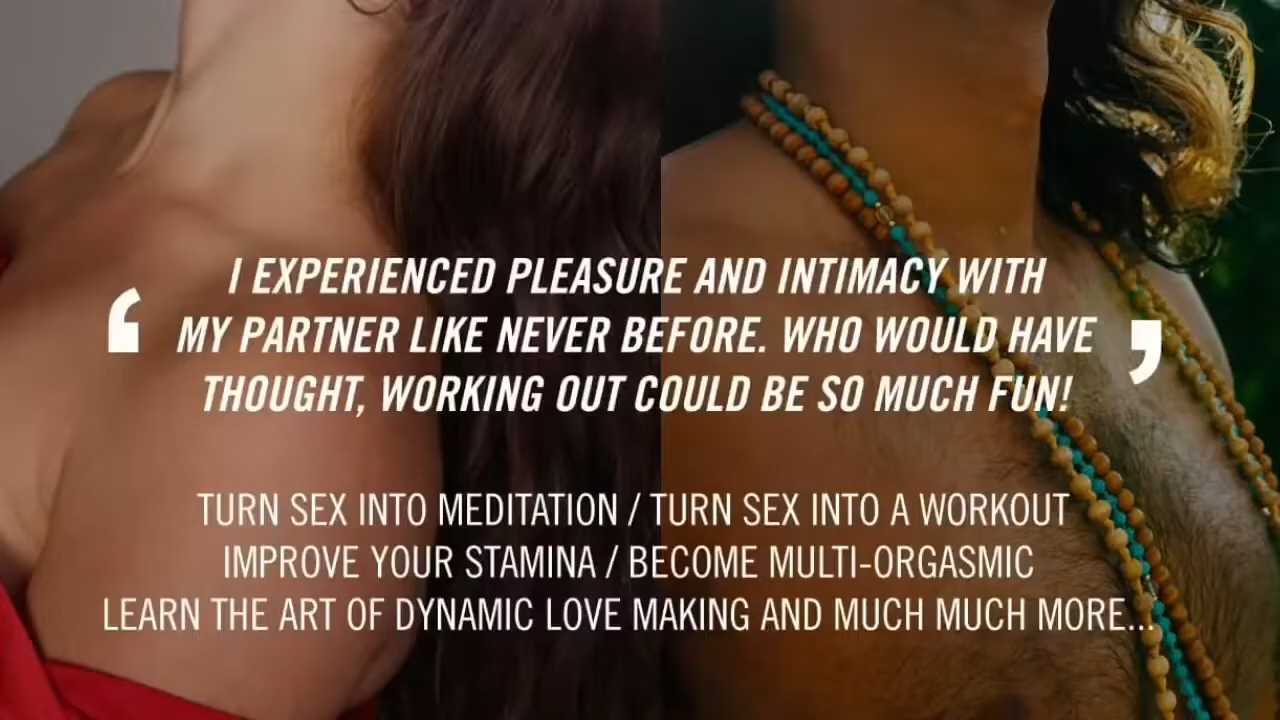 ‘ I EXPERIENCED PLEASURE AND INTIMACY WITH
MY PARTNER LIKE NEVER BEFORE. WHO WOULD HAVE
THOUGHT, WORKING OUT COULD BE SO MUCH FUN! ’
TURN SEX INTO MEDITATION / TURN SEX INTO A WORKOUT
IMPROVE YOUR STAMINA / BECOME MULTI-ORGASMIC
LEARN THE ART OF DYNAMIC LOVE MAKING AND MUCH MUCH MORE...